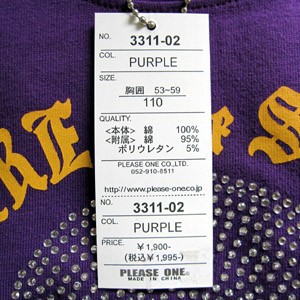 NO. 3311-02
COL. PURPLE
SIZE.
胸囲 53~59
110
QUALITY.
<本体> 綿 100%
<附属> 綿 95%
ポリウレタン 5%
PLEASE ONE CO.,LTD.
052-910-8511
http://www.please-oneco.jp
NO. 3311-02
COL. PURPLE
PRICE. ¥1,900-
(税込¥1,995-)
PLEASE ONE.
MADE IN CHINA